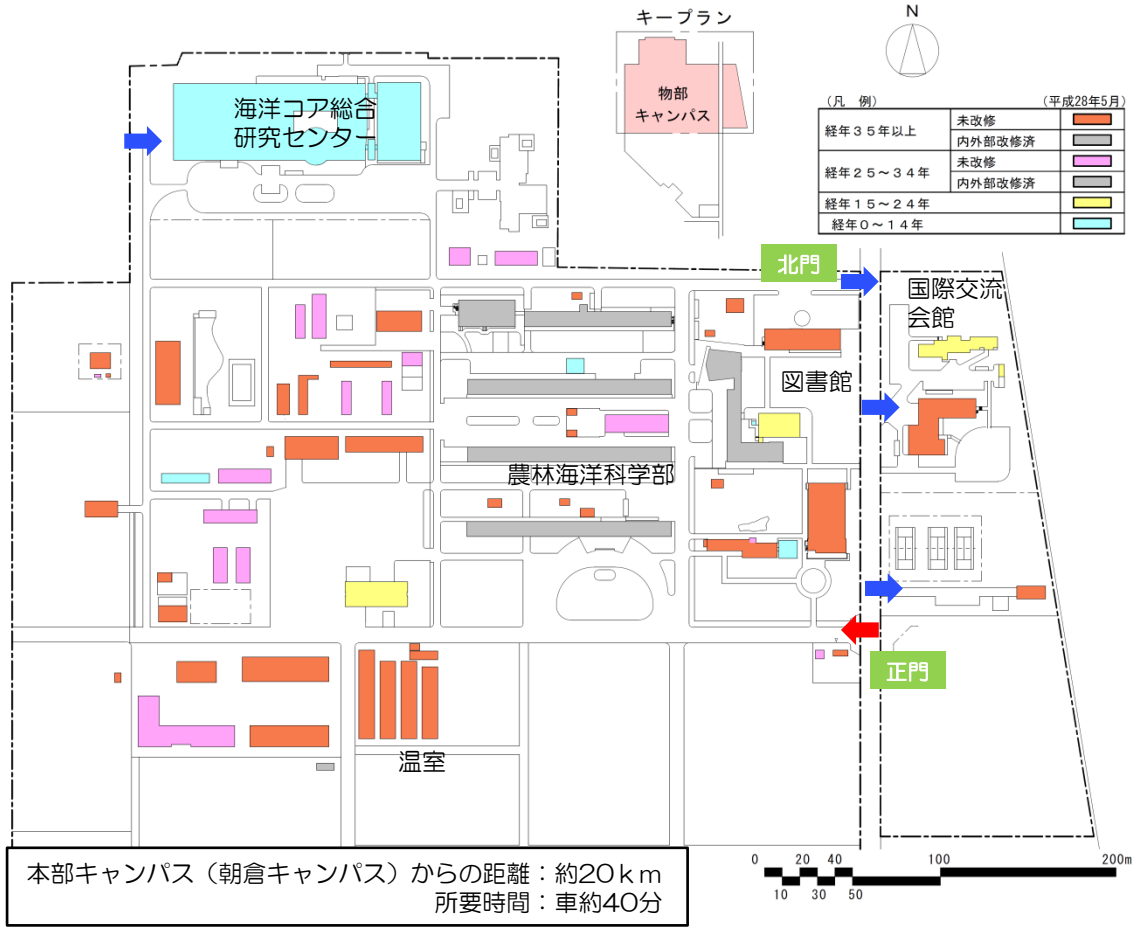 キープラン
物部
キャンパス
N
(凡 例)
(平成28年5月)
経年35年以上
未改修
内外部改修済
経年25~34年
未改修
内外部改修済
経年15~24年
経年0~14年
海洋コア総合
研究センター
北門
国際交流
会館
図書館
農林海洋科学部
正門
温室
本部キャンパス(朝倉キャンパス)からの距離:約20km
所要時間:車約40分
0 20 40 100 200m
10 30 50